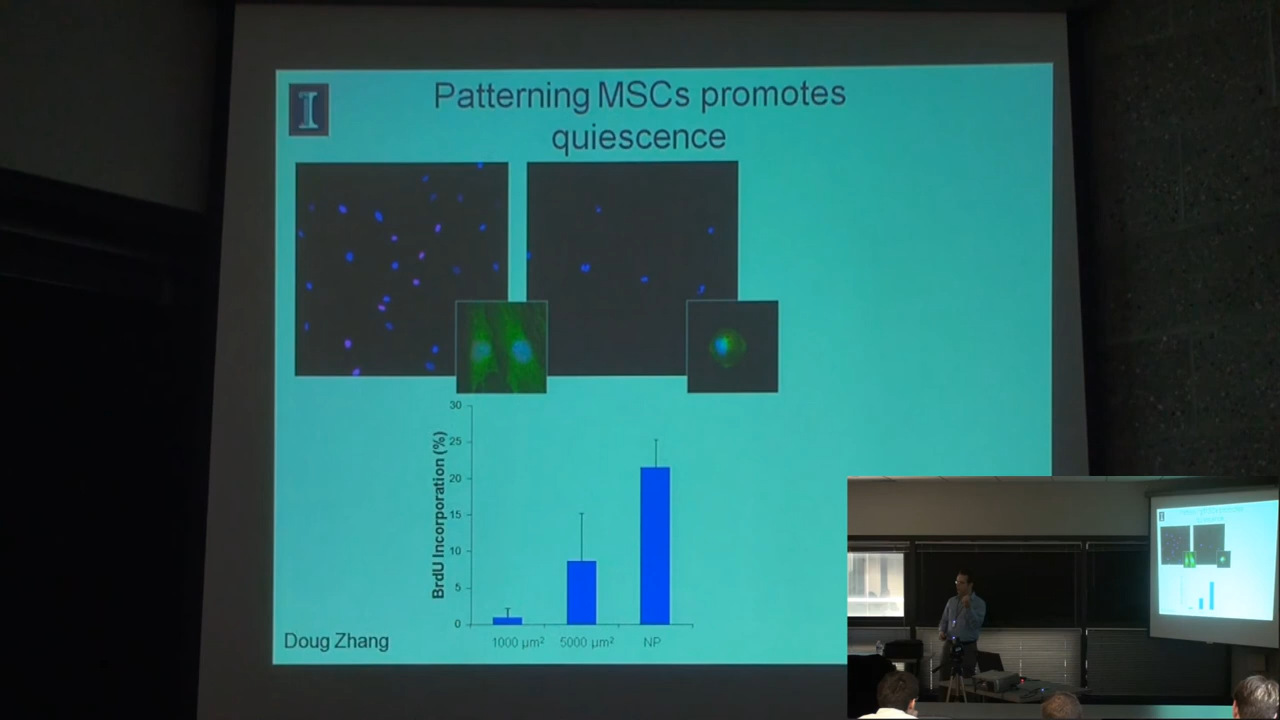 I
Patterning MSCs promotes
quiescence
BrdU Incorporation (%)
30
25
20
15
10
5
0
1000 µm²
5000 µm²
NP
Doug Zhang